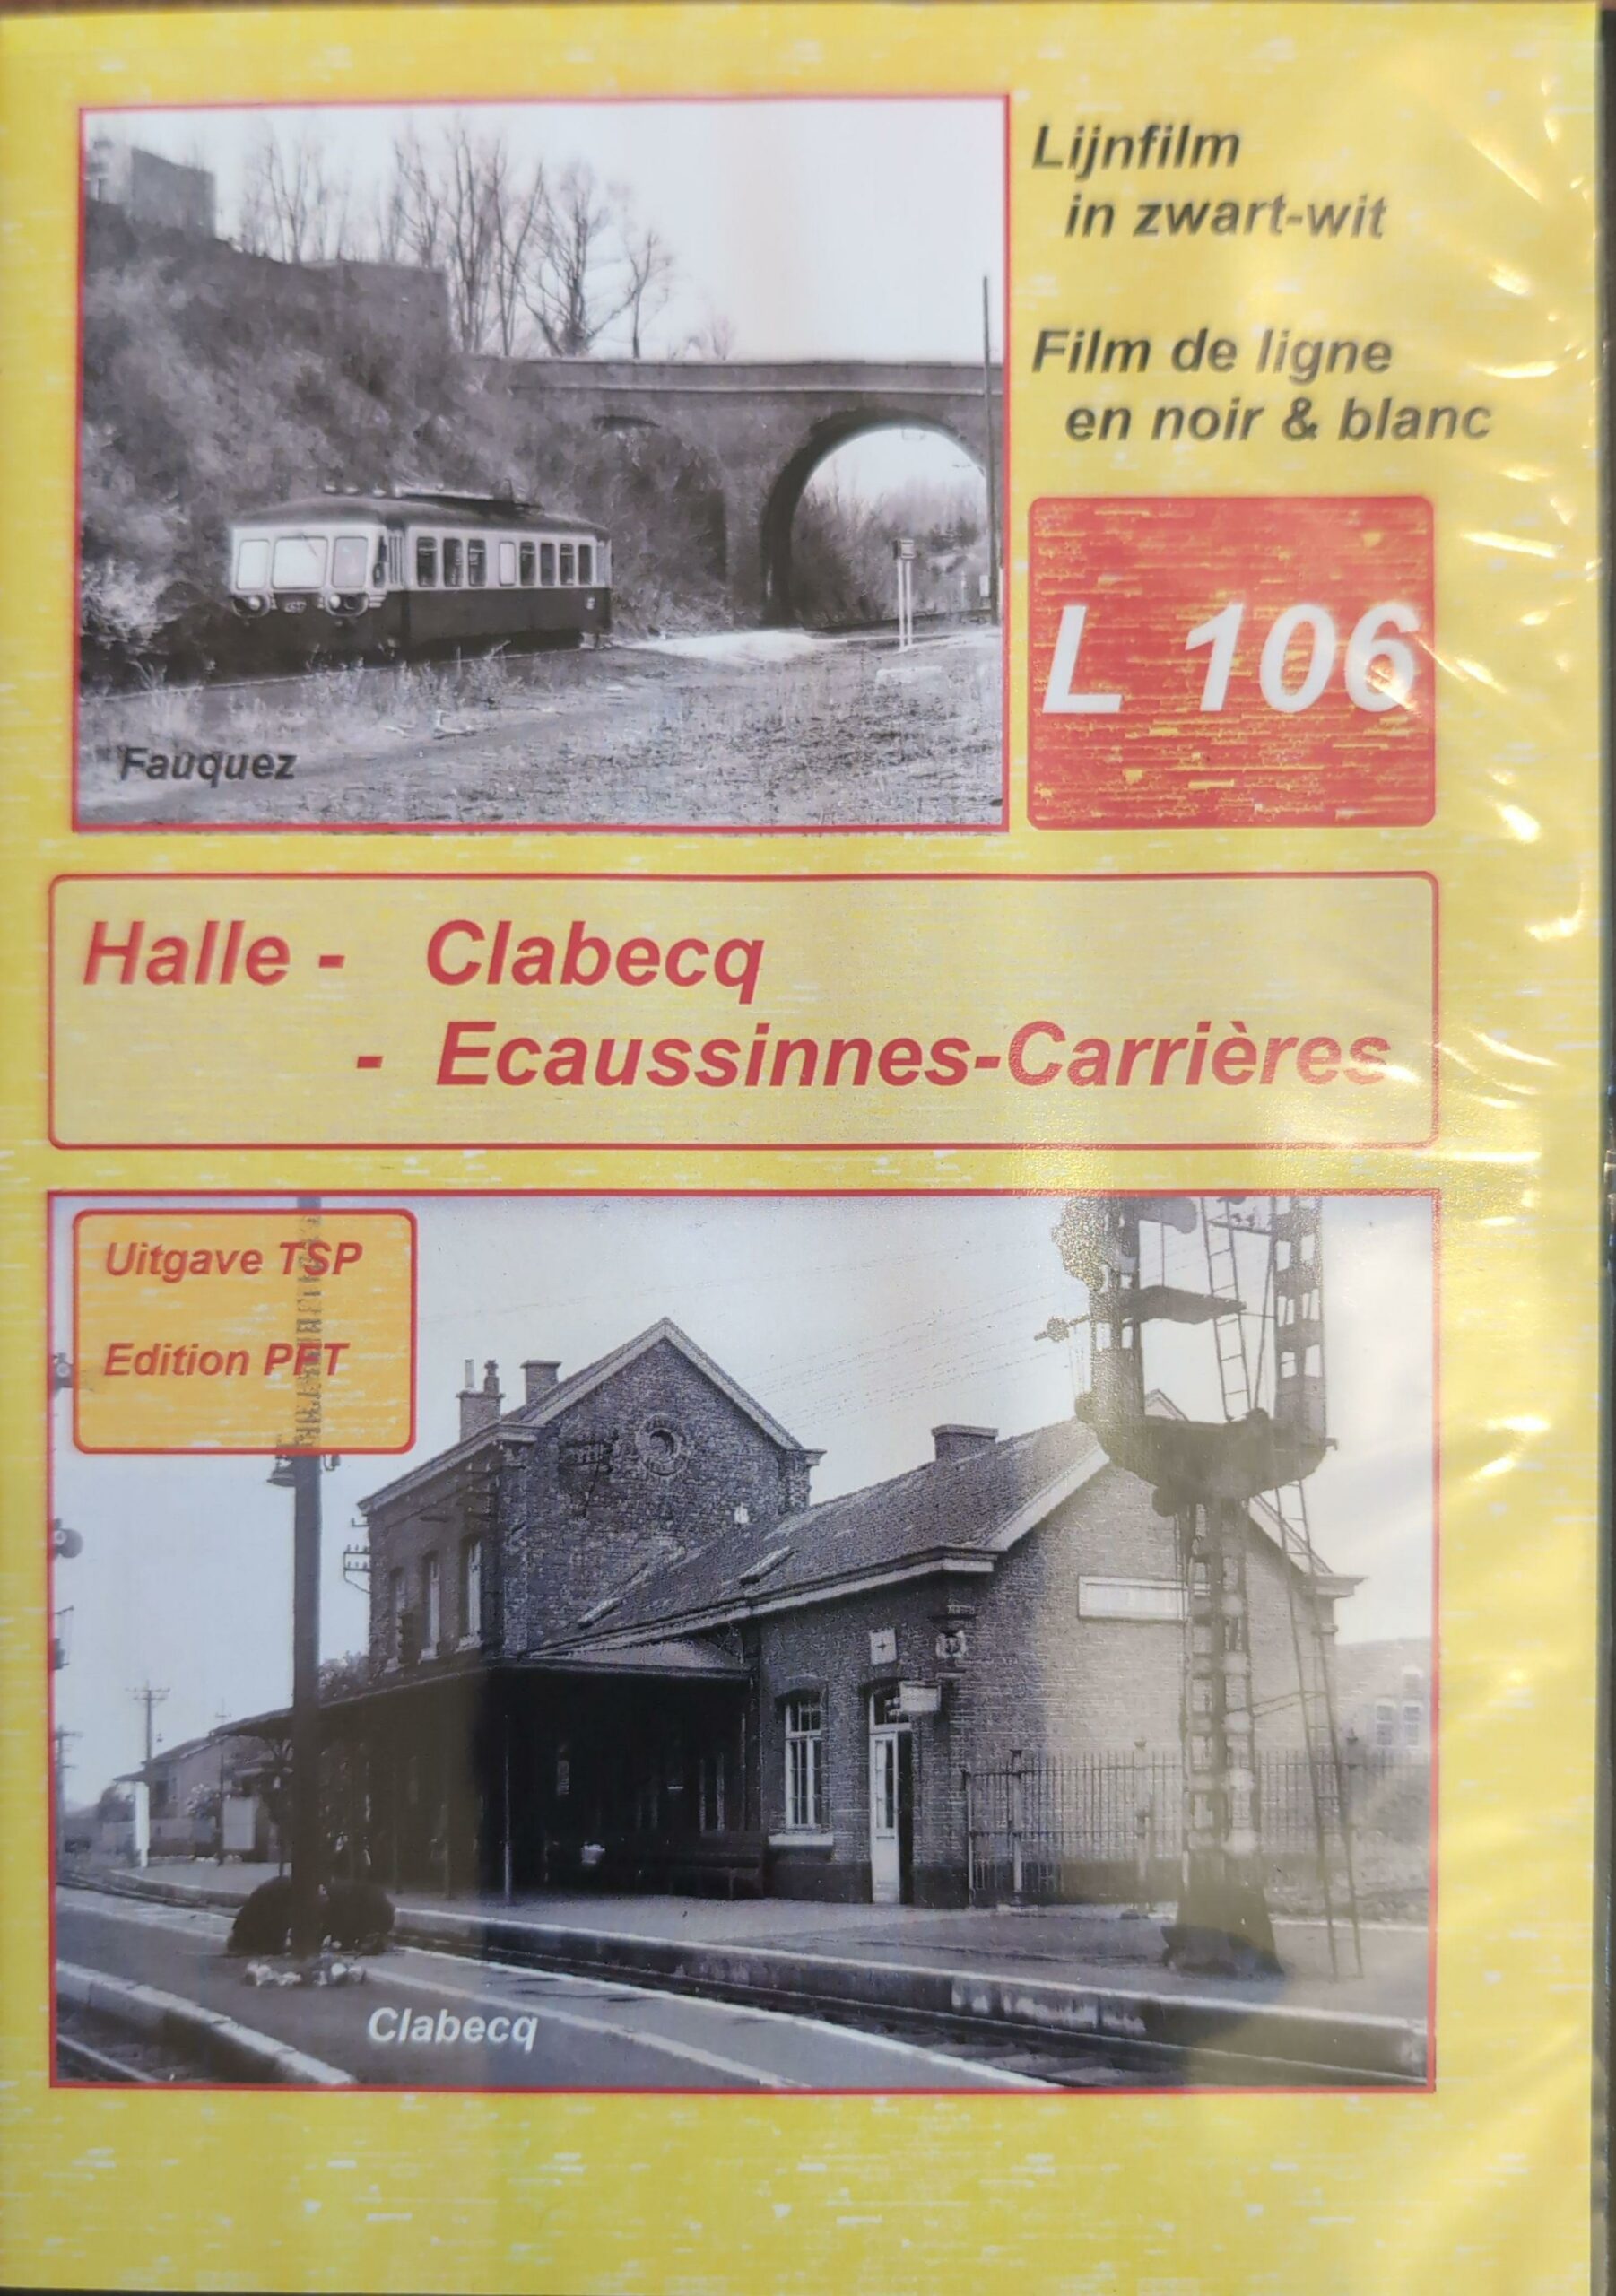 Lijnfilm
in zwart-wit
Film de ligne
en noir & blanc
L 106
Fauquez
Halle - Clabecq
- Ecaussinnes-Carrières
Uitgave TSP
Edition PFT
Clabecq